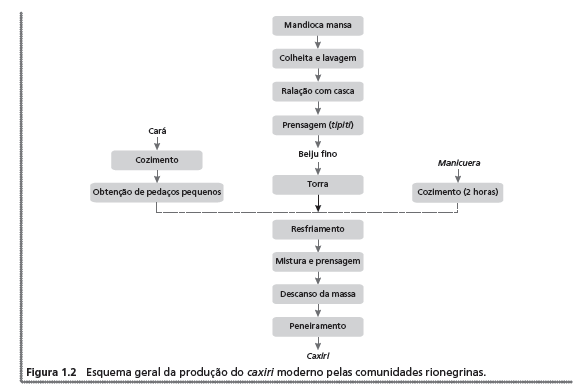 Mandioca mansa
Colheita e lavagem
Ralação com casca
Prensagem (tipiti)
Beiju fino
Torra
Cará
Cozimento
Obtenção de pedaços pequenos
Manicuera
Cozimento (2 horas)
Resfriamento
Mistura e prensagem
Descanso da massa
Peneiramento
Caxiri
Figura 1.2 Esquema geral da produção do caxiri moderno pelas comunidades rionegrinas.